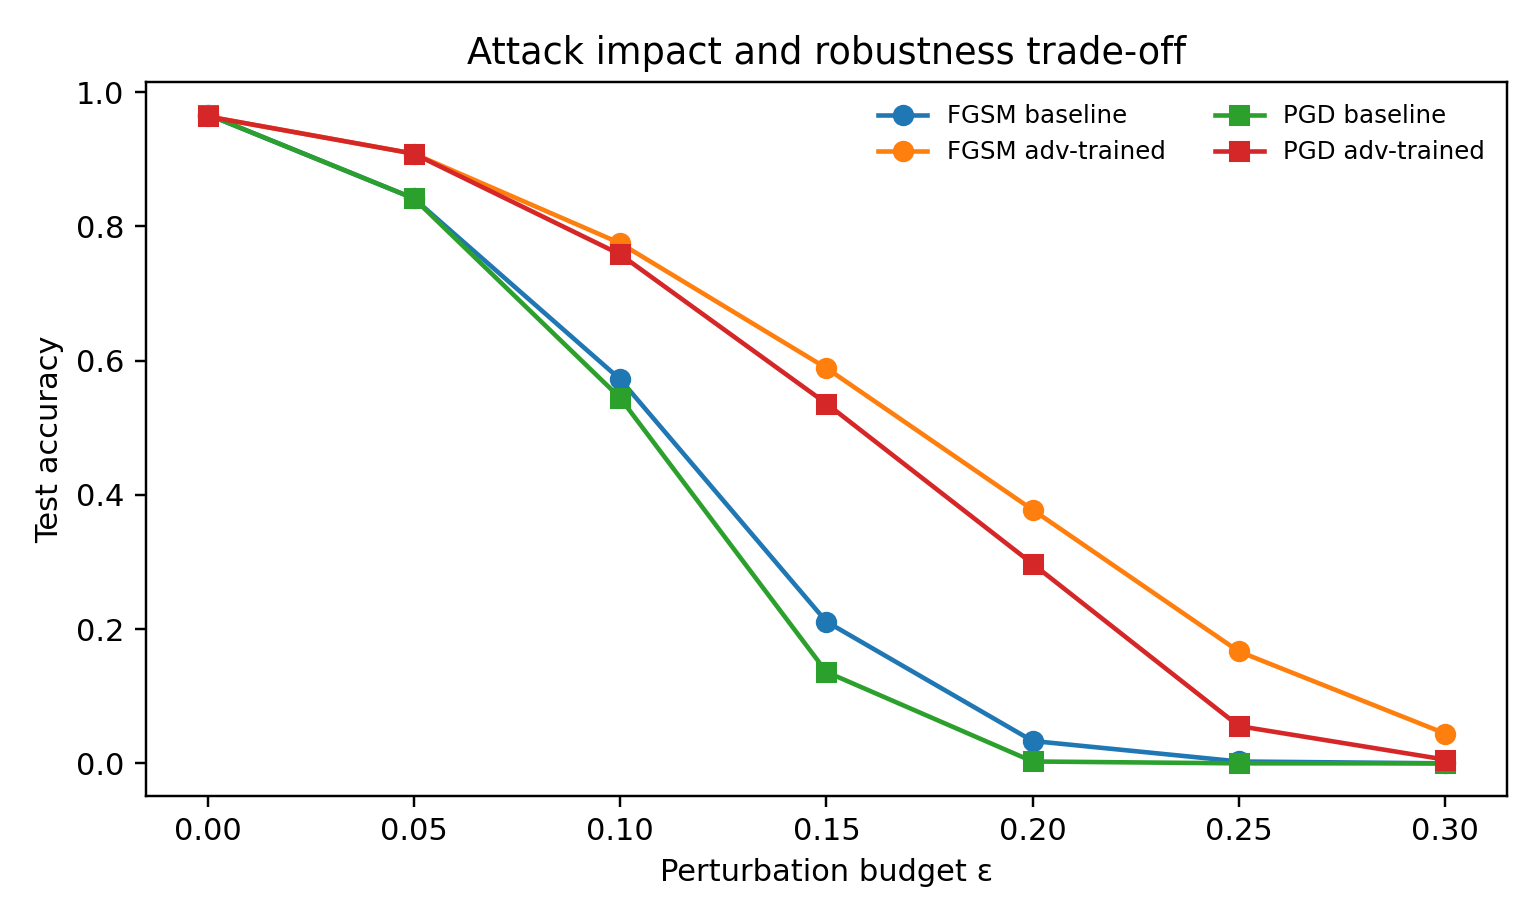 Attack impact and robustness trade-off
FGSM baseline
FGSM adv-trained
PGD baseline
PGD adv-trained
Test accuracy
1.0
0.8
0.6
0.4
0.2
0.0
0.00 0.05 0.10 0.15 0.20 0.25 0.30
Perturbation budget ε